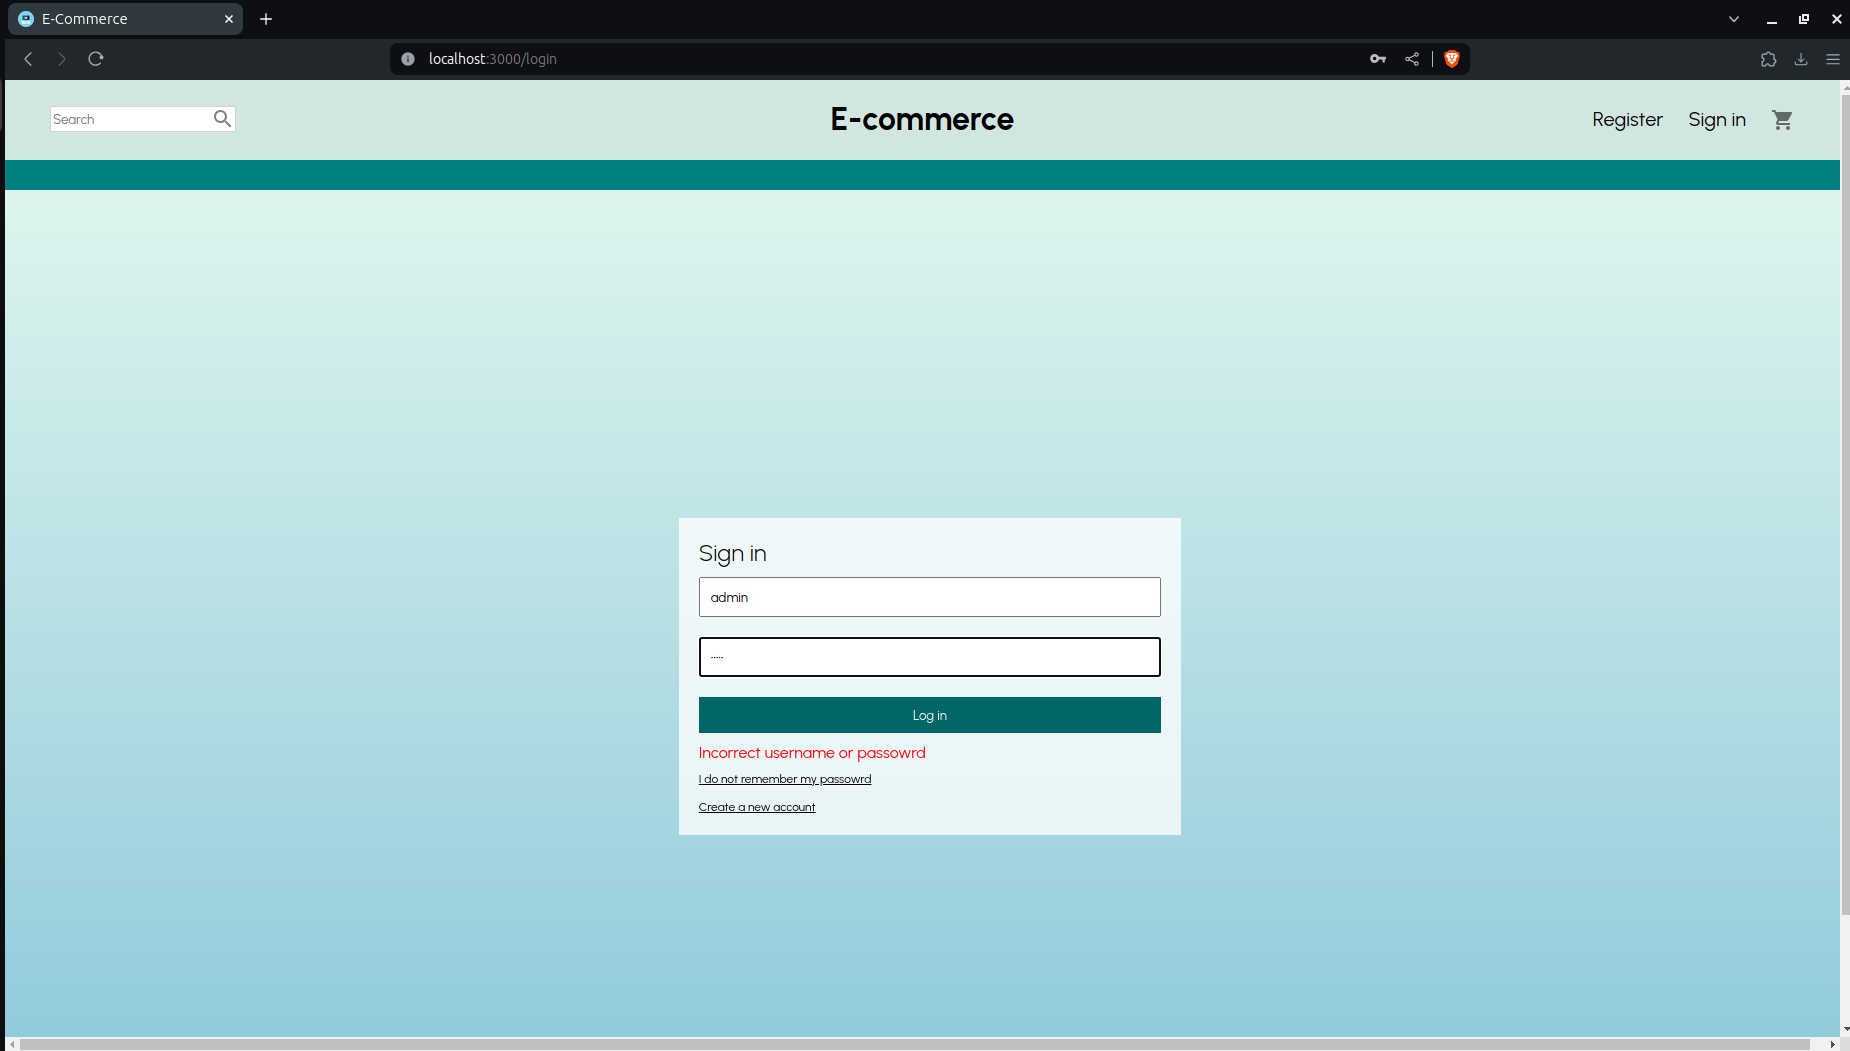 E-Commerce
localhost:3000/login
Search
E-commerce
Register
Sign in
Sign in
admin
Log in
Incorrect username or passowrd
I do not remember my passowrd
Create a new account